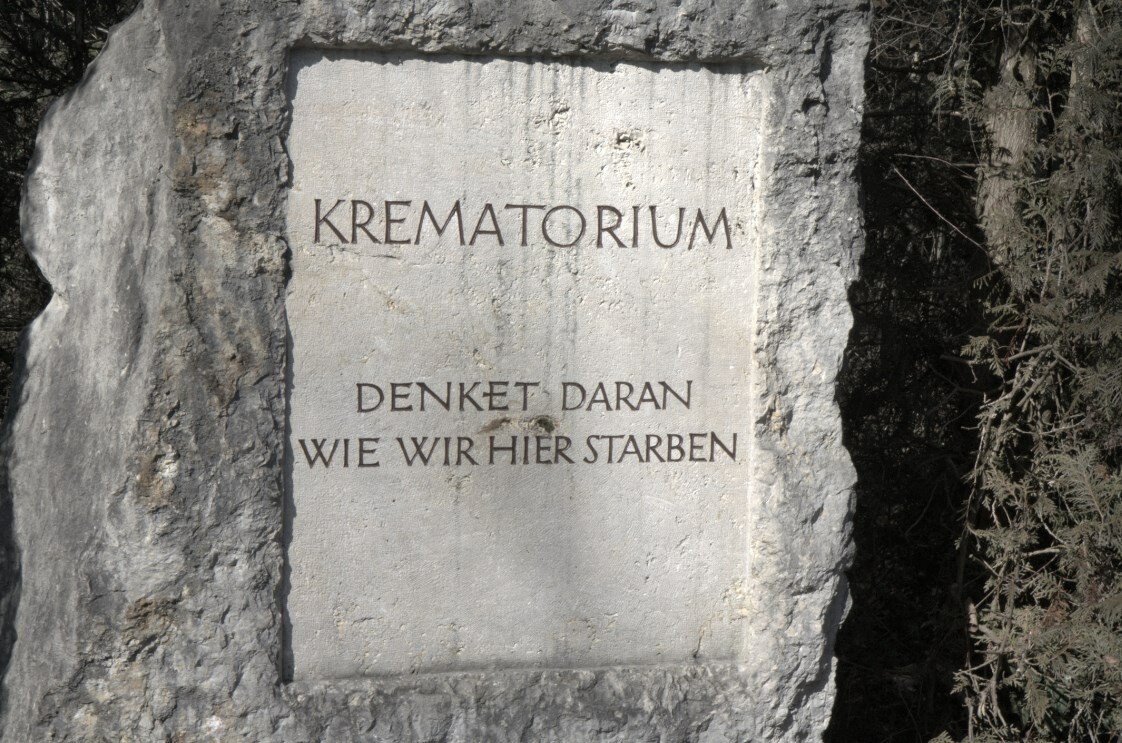 KREMATORIUM
DENKET DARAN
WIE WIR HIER STARBEN